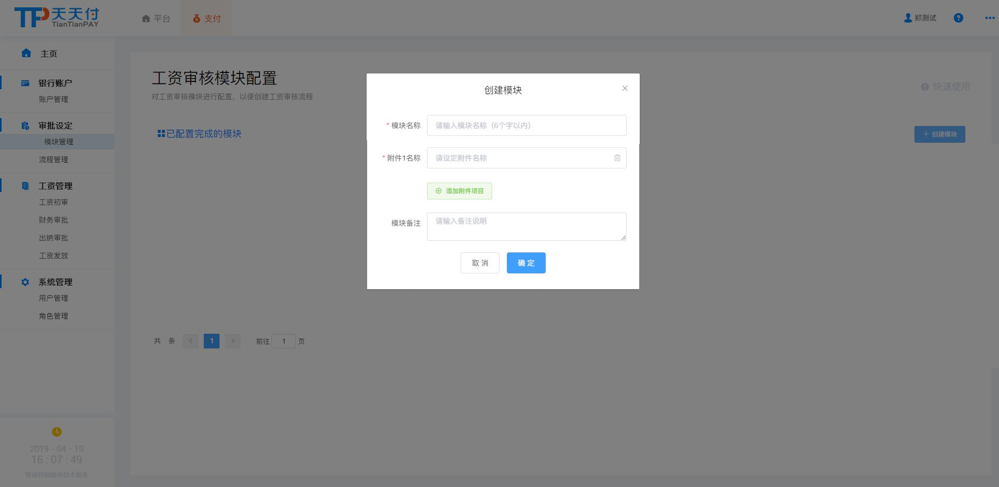 天天付
TianTianPAY
平台
支付
郑测试
主页
银行账户
账户管理
审批设定
模块管理
流程管理
工资管理
工资初审
财务审批
出纳审批
工资发放
系统管理
用户管理
角色管理
2019 - 04 - 10
16 : 07 : 49
智诚科创提供技术服务
工资审核模块配置
对工资审核模块进行配置，以便创建工资审核流程
快速使用
已配置完成的模块
创建模块
创建模块
* 模块名称
请输入模块名称（6个字以内）
* 附件1名称
请设定附件名称
添加附件项目
模块备注
请输入备注说明
取 消
确 定
共 条
1
前往 1 页